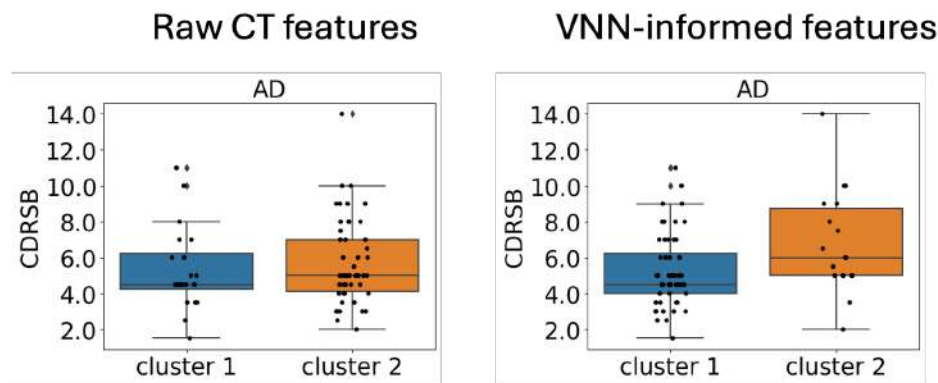 Raw CT features
VNN-informed features
AD
CDRSB
14.0
12.0
10.0
8.0
6.0
4.0
2.0
cluster 1 cluster 2
AD
CDRSB
14.0
12.0
10.0
8.0
6.0
4.0
2.0
cluster 1 cluster 2